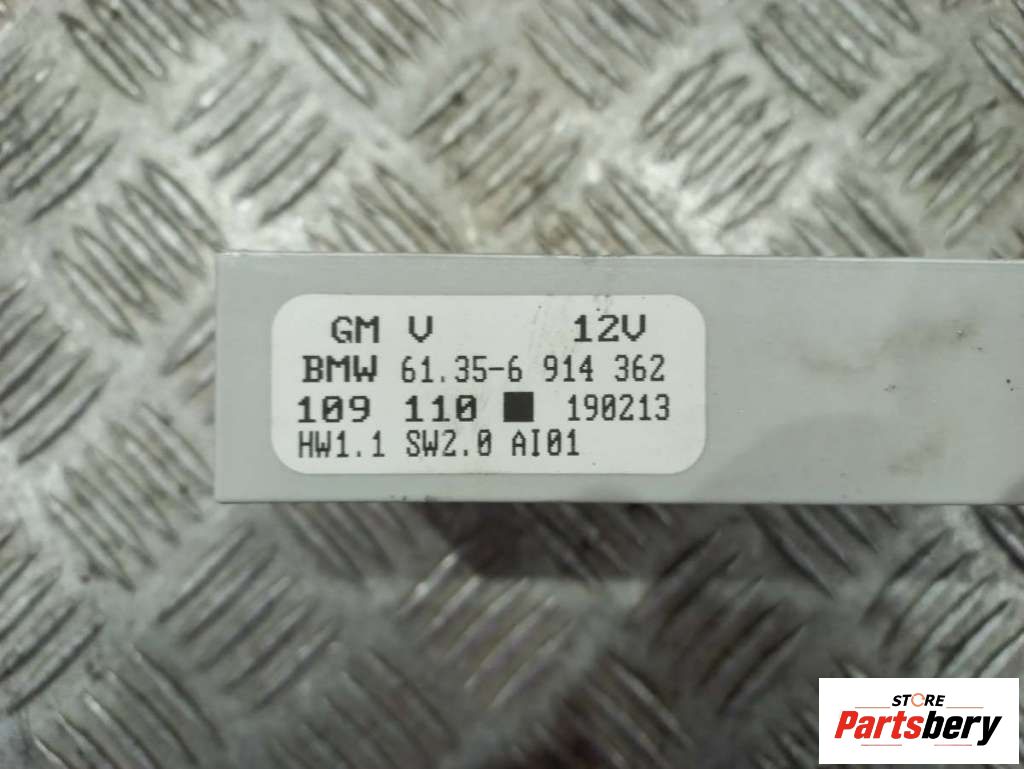 GM V 12V
BMW 61.35-6 914 362
109 110 ■ 190213
HW1.1 SW2.0 AI01
STORE
Partsbery